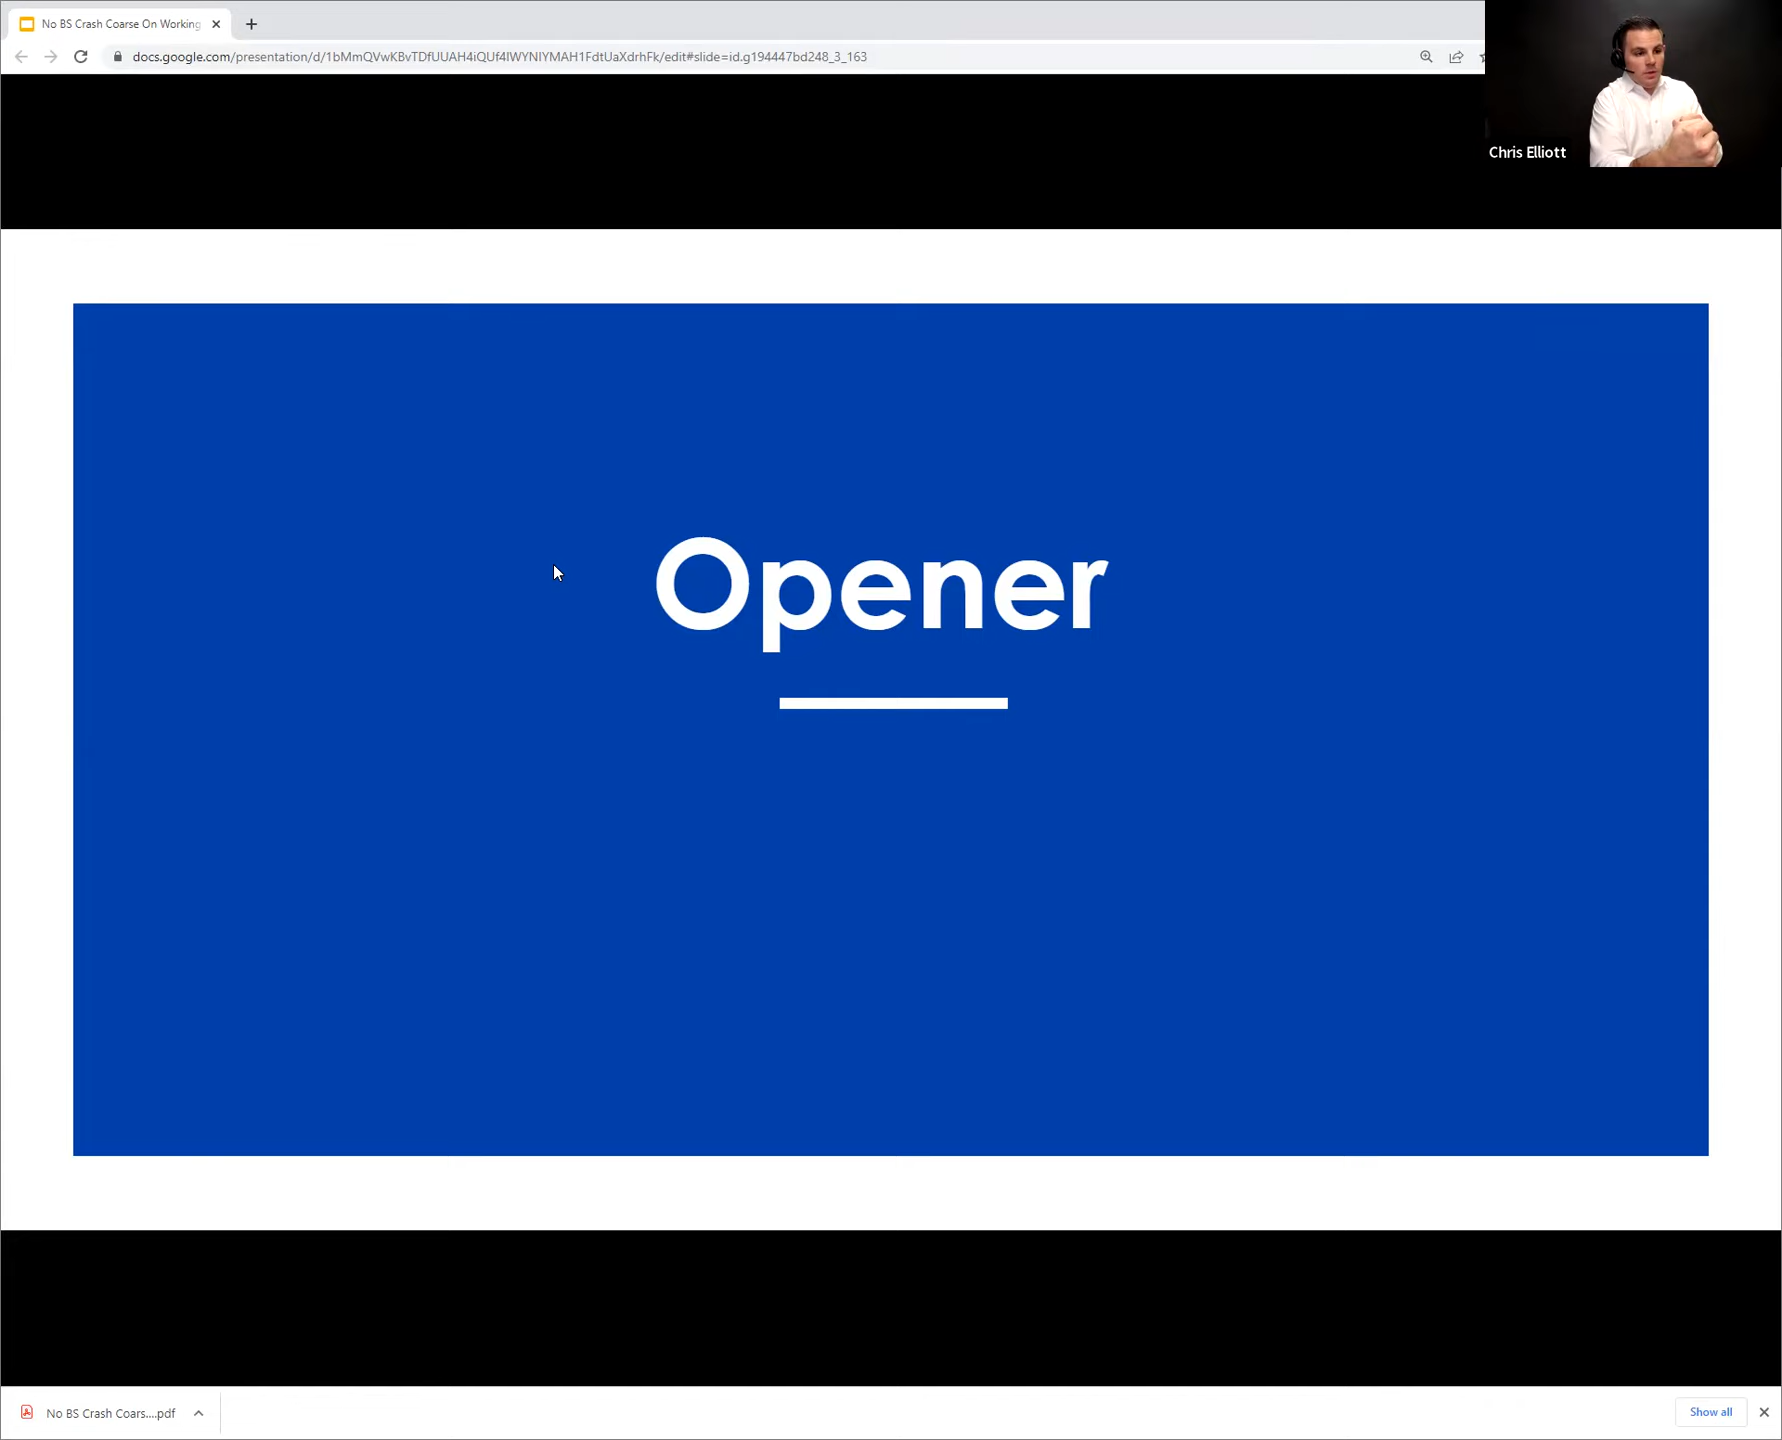 No BS Crash Coarse On Working
docs.google.com/presentation/d/1bMmQVwKBvTDfUUAH4iQUf4IWYNIYMAH1FdtUaXdrhFk/edit#slide=id.g194447bd248_3_163
Chris Elliott
Opener
No BS Crash Coars....pdf
Show all